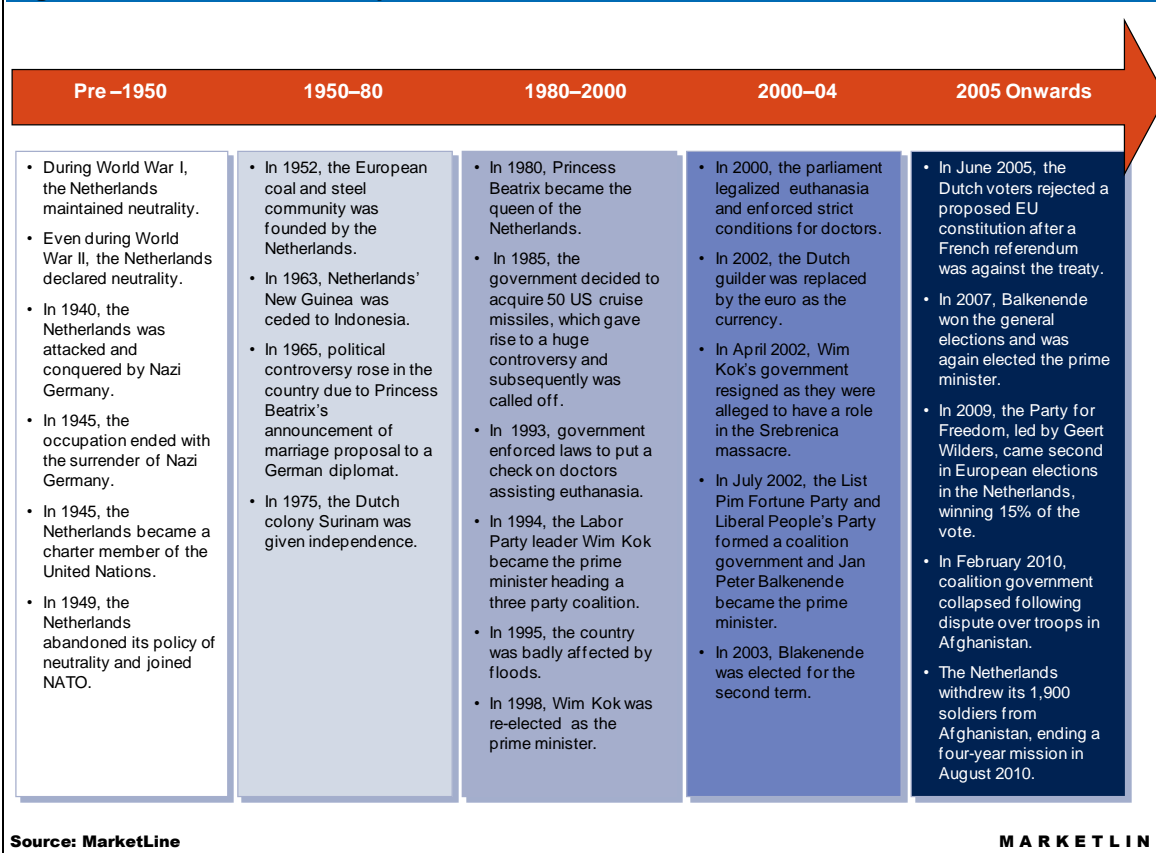 Pre –1950
1950–80
1980–2000
2000–04
2005 Onwards
• During World War I,
the Netherlands
maintained neutrality.
• Even during World
War II, the Netherlands
declared neutrality.
• In 1940, the
Netherlands was
attacked and
conquered by Nazi
Germany.
• In 1945, the
occupation ended with
the surrender of Nazi
Germany.
• In 1945, the
Netherlands became a
charter member of the
United Nations.
• In 1949, the
Netherlands
abandoned its policy of
neutrality and joined
NATO.
• In 1952, the European
coal and steel
community was
founded by the
Netherlands.
• In 1963, Netherlands’
New Guinea was
ceded to Indonesia.
• In 1965, political
controversy rose in the
country due to Princess
Beatrix’s
announcement of
marriage proposal to a
German diplomat.
• In 1975, the Dutch
colony Surinam was
given independence.
• In 1980, Princess
Beatrix became the
queen of the
Netherlands.
• In 1985, the
government decided to
acquire 50 US cruise
missiles, which gave
rise to a huge
controversy and
subsequently was
called off.
• In 1993, government
enforced laws to put a
check on doctors
assisting euthanasia.
• In 1994, the Labor
Party leader Wim Kok
became the prime
minister heading a
three party coalition.
• In 1995, the country
was badly affected by
floods.
• In 1998, Wim Kok was
re-elected as the
prime minister.
• In 2000, the parliament
legalized euthanasia
and enforced strict
conditions for doctors.
• In 2002, the Dutch
guilder was replaced
by the euro as the
currency.
• In April 2002, Wim
Kok’s government
resigned as they were
alleged to have a role
in the Srebrenica
massacre.
• In July 2002, the List
Pim Fortune Party and
Liberal People’s Party
formed a coalition
government and Jan
Peter Balkenende
became the prime
minister.
• In 2003, Blakenende
was elected for the
second term.
• In June 2005, the
Dutch voters rejected a
proposed EU
constitution after a
French referendum
was against the treaty.
• In 2007, Balkenende
won the general
elections and was
again elected the prime
minister.
• In 2009, the Party for
Freedom, led by Geert
Wilders, came second
in European elections
in the Netherlands,
winning 15% of the
vote.
• In February 2010,
coalition government
collapsed following
dispute over troops in
Afghanistan.
• The Netherlands
withdrew its 1,900
soldiers from
Afghanistan, ending a
four-year mission in
August 2010.
Source: MarketLine
MARKETLIN